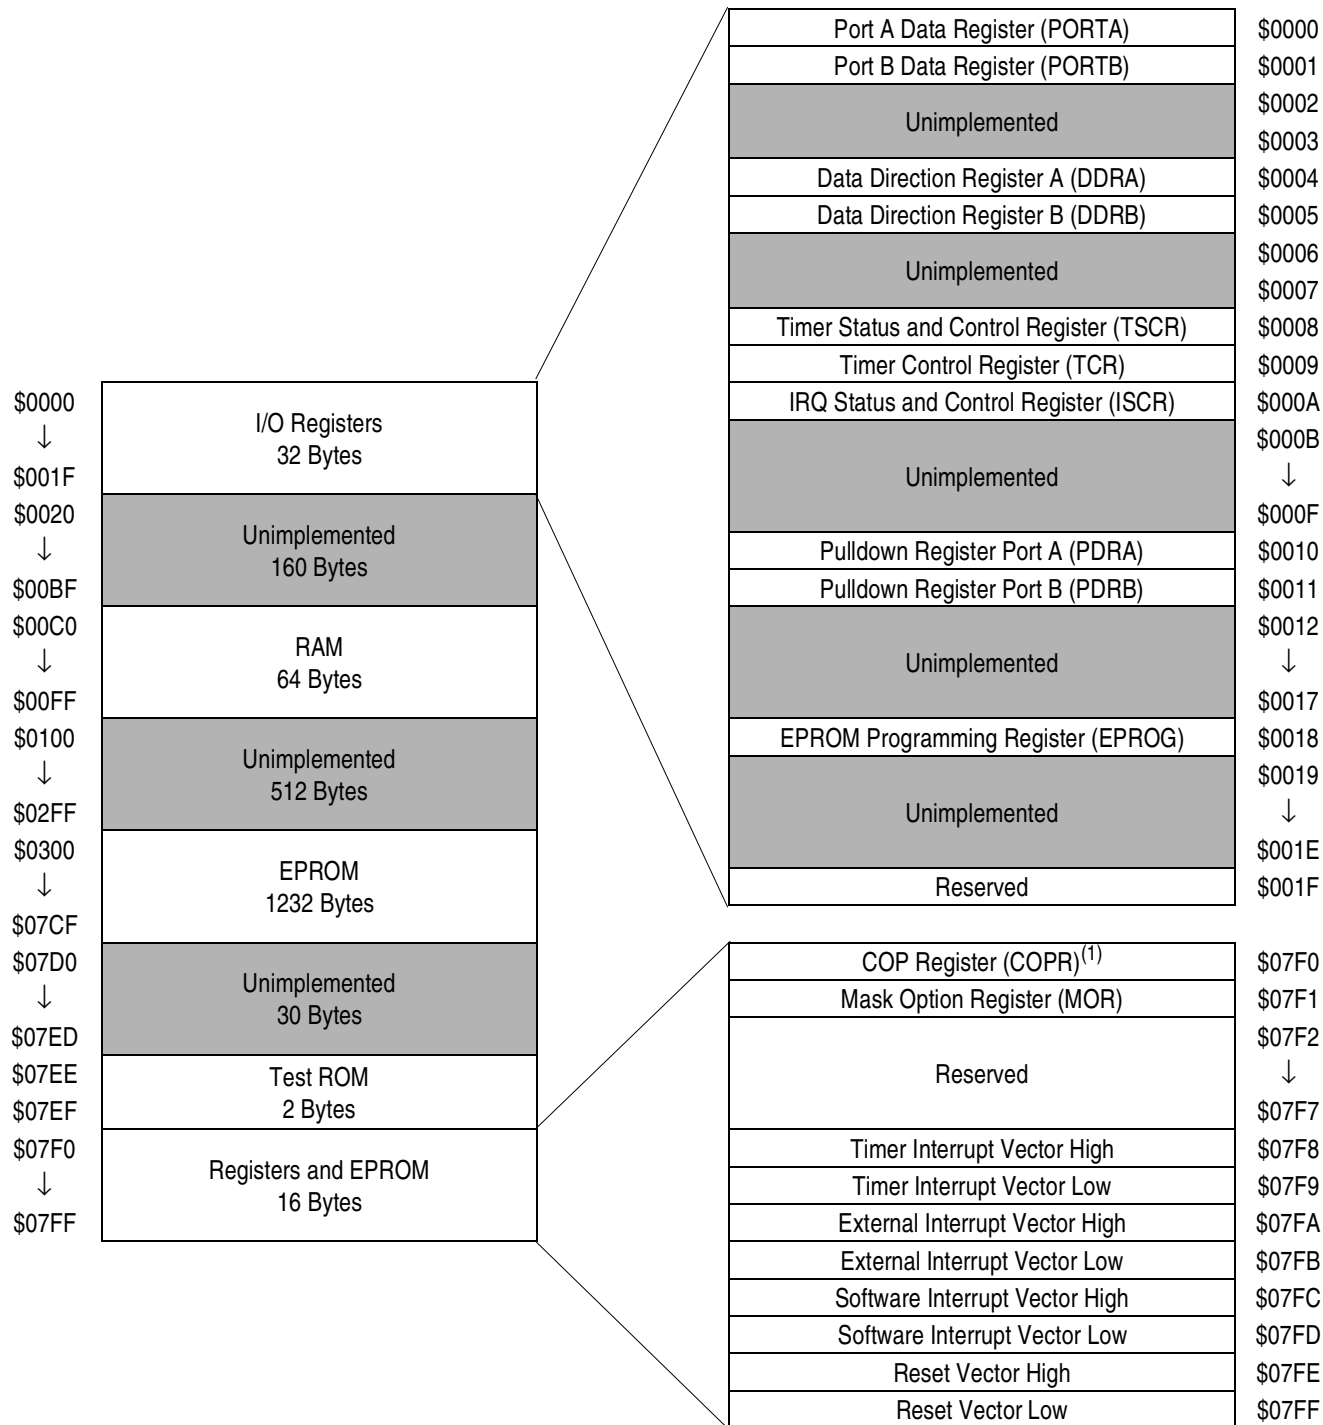 $0000
↓
$001F
I/O Registers
32 Bytes
$0020
↓
$00BF
Unimplemented
160 Bytes
$00C0
↓
$00FF
RAM
64 Bytes
$0100
↓
$02FF
Unimplemented
512 Bytes
$0300
↓
$07CF
EPROM
1232 Bytes
$07D0
↓
$07ED
Unimplemented
30 Bytes
$07EE
$07EF
Test ROM
2 Bytes
$07F0
↓
$07FF
Registers and EPROM
16 Bytes
Port A Data Register (PORTA) $0000
Port B Data Register (PORTB) $0001
Unimplemented
$0002
$0003
Data Direction Register A (DDRA) $0004
Data Direction Register B (DDRB) $0005
Unimplemented
$0006
$0007
Timer Status and Control Register (TSCR) $0008
Timer Control Register (TCR) $0009
IRQ Status and Control Register (ISCR) $000A
Unimplemented
$000B
↓
$000F
Pulldown Register Port A (PDRA) $0010
Pulldown Register Port B (PDRB) $0011
Unimplemented
$0012
↓
$0017
EPROM Programming Register (EPROG) $0018
Unimplemented
$0019
↓
$001E
Reserved $001F
COP Register (COPR)(1) $07F0
Mask Option Register (MOR) $07F1
Reserved
$07F2
↓
$07F7
Timer Interrupt Vector High $07F8
Timer Interrupt Vector Low $07F9
External Interrupt Vector High $07FA
External Interrupt Vector Low $07FB
Software Interrupt Vector High $07FC
Software Interrupt Vector Low $07FD
Reset Vector High $07FE
Reset Vector Low $07FF